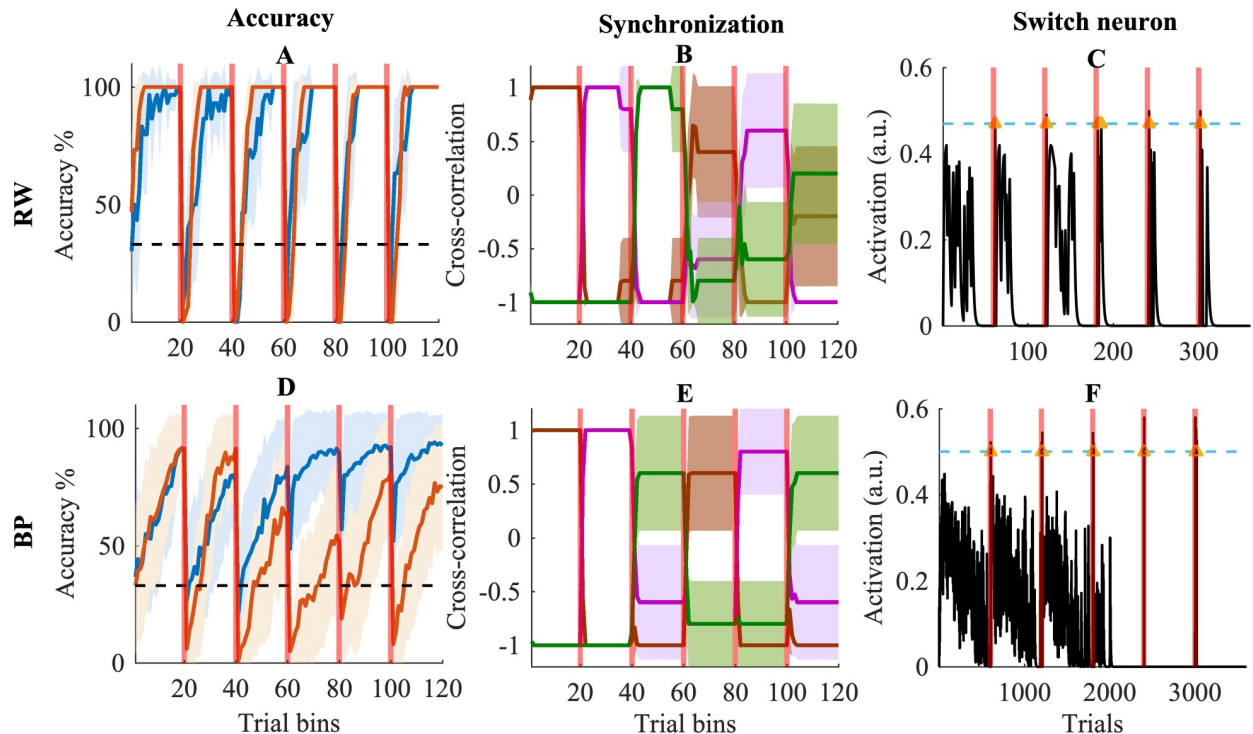 Accuracy
Synchronization
Switch neuron
A
B
C
RW
Accuracy %
100
50
0
20 40 60 80 100 120
Cross-correlation
1
0.5
0
-0.5
-1
20 40 60 80 100 120
Activation (a.u.)
0.6
0.4
0.2
0
100 200 300
D
E
F
BP
Accuracy %
100
50
0
20 40 60 80 100 120
Trial bins
Cross-correlation
1
0.5
0
-0.5
-1
20 40 60 80 100 120
Trial bins
Activation (a.u.)
0.6
0.4
0.2
0
1000 2000 3000
Trials